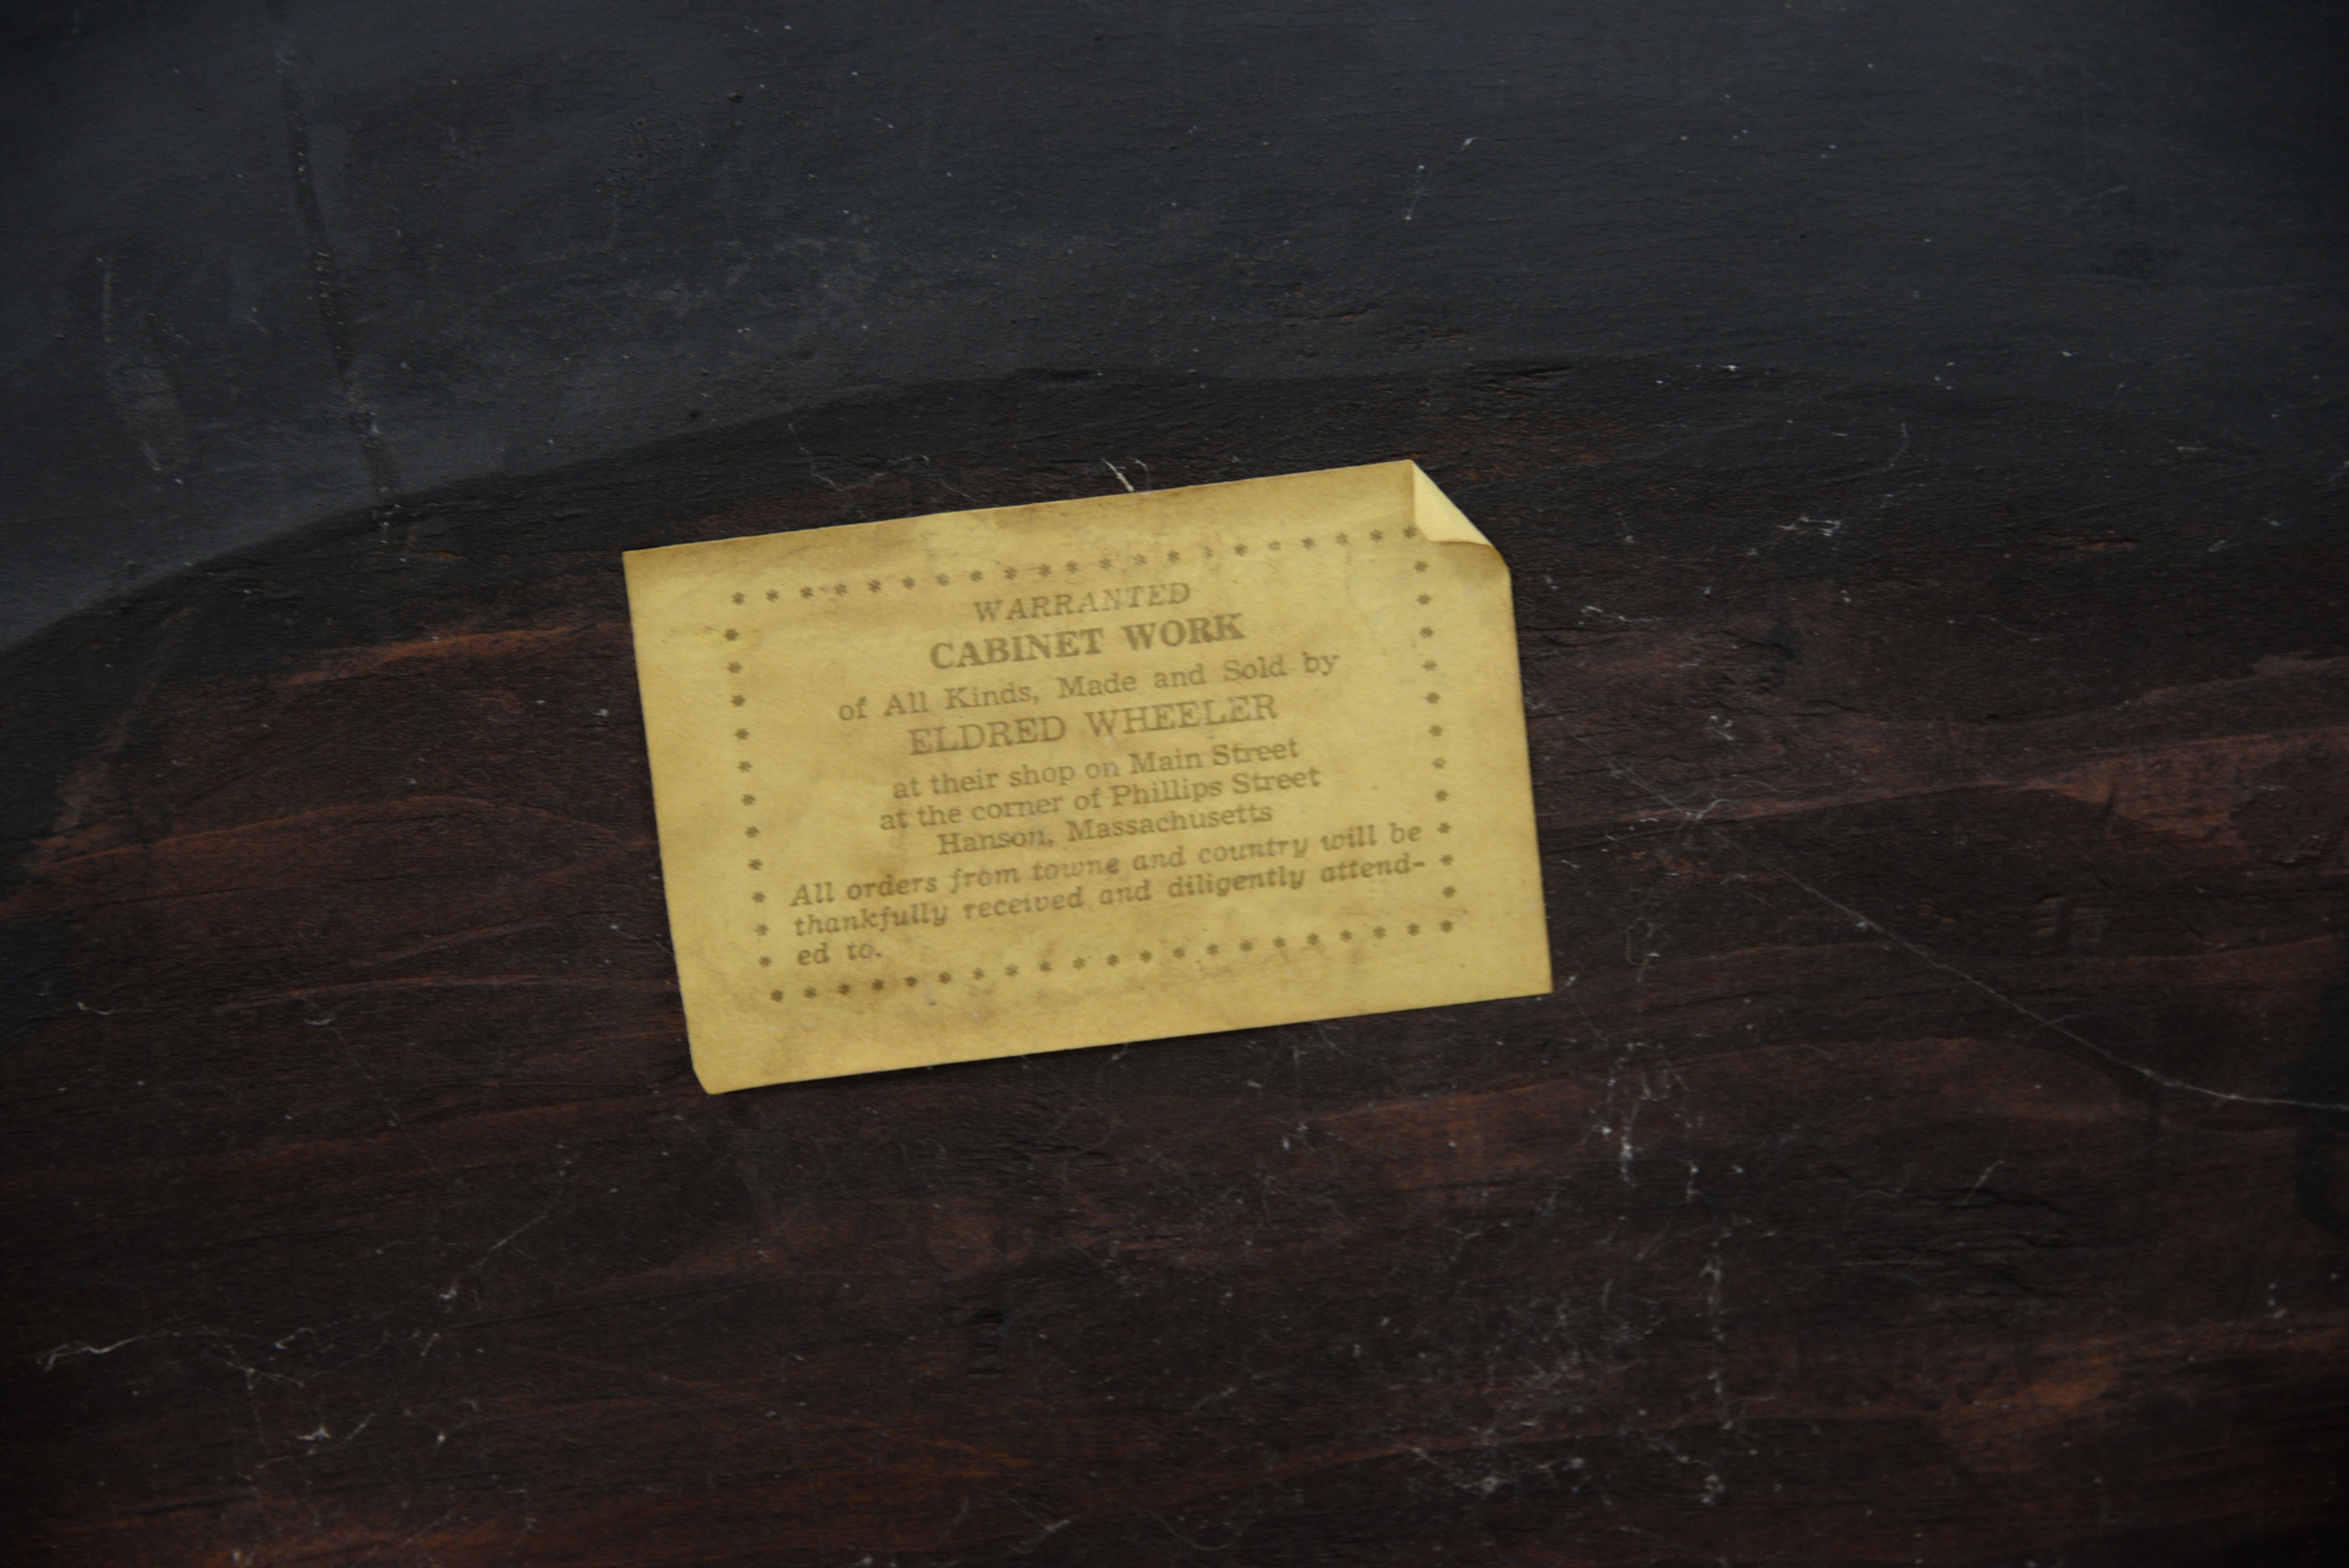 WARRANTED
CABINET WORK
of All Kinds, Made and Sold by
ELDRED WHEELER
at their shop on Main Street
at the corner of Phillips Street
Hanson, Massachusetts
All orders from towne and country will be
thankfully received and diligently attend-
ed to.